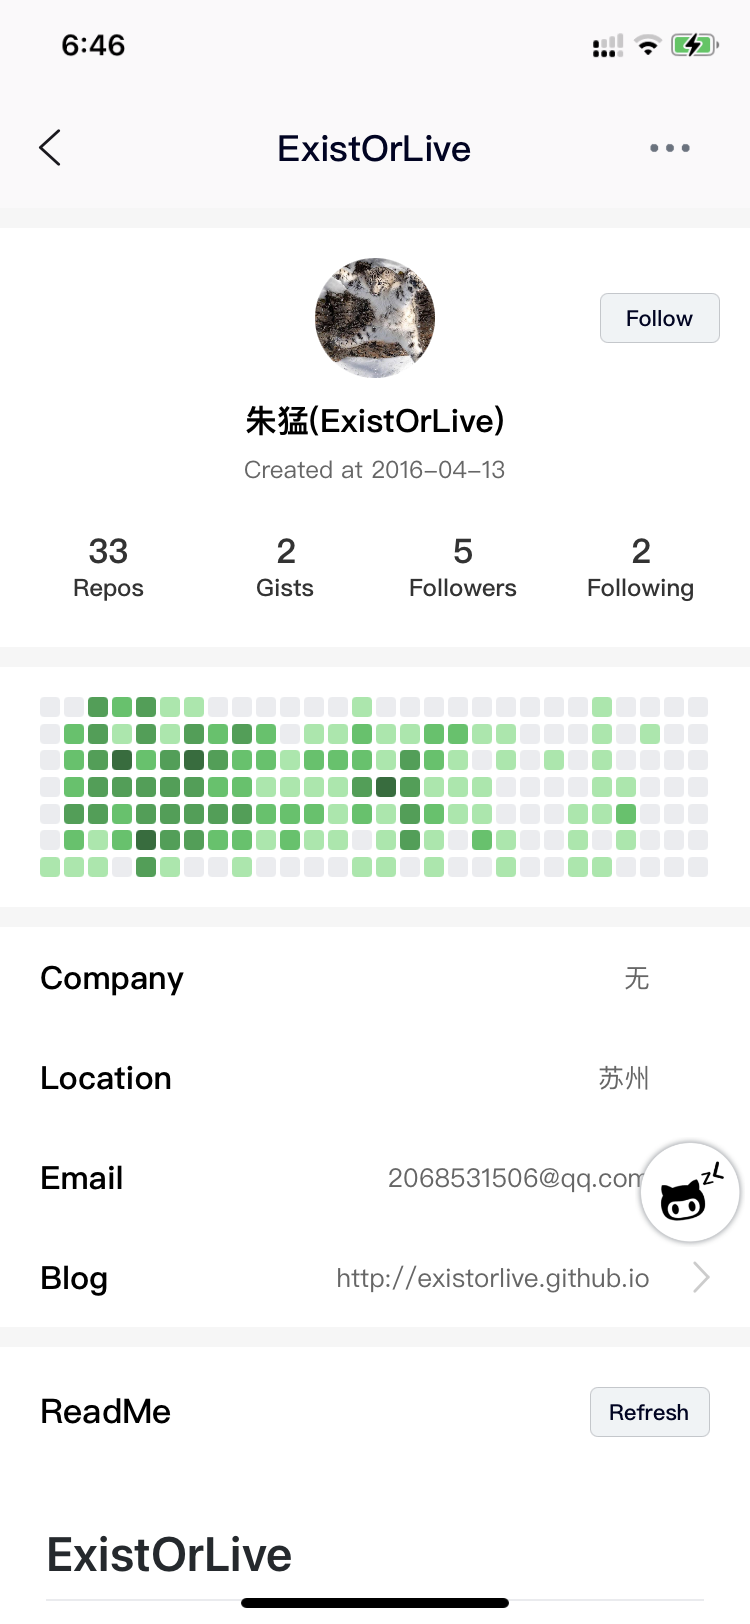 6:46
ExistOrLive
Follow
朱猛(ExistOrLive)
Created at 2016-04-13
33
2
5
2
Repos
Gists
Followers
Following
Company
无
Location
苏州
Email
2068531506@qq.com
Blog
http://existorlive.github.io
ReadMe
Refresh
ExistOrLive